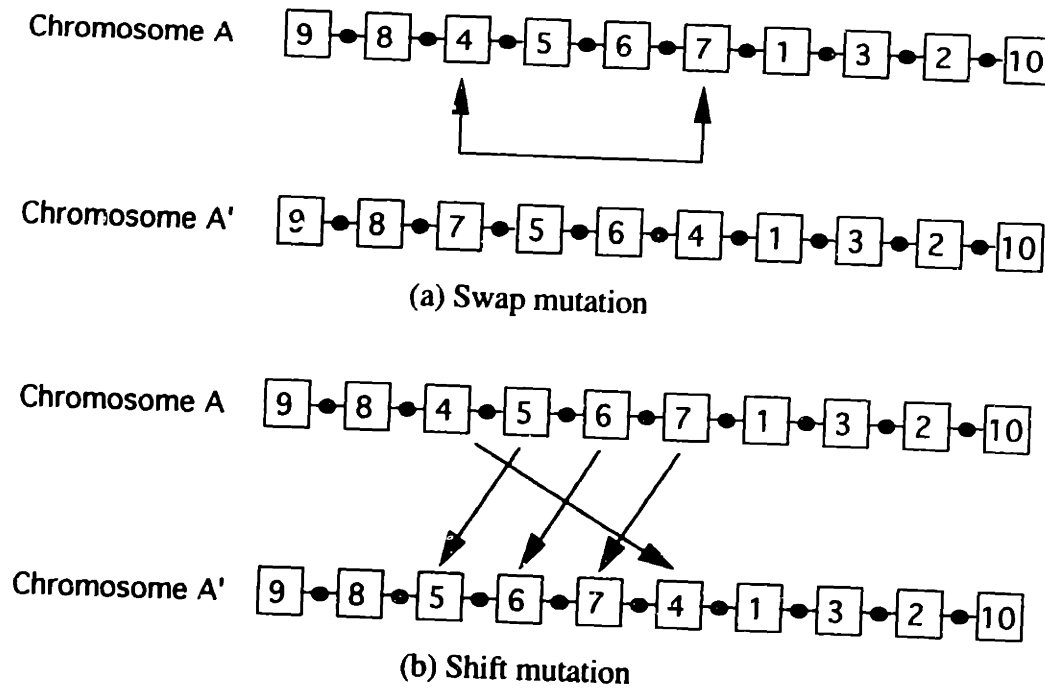 Chromosome A 9 8 4 5 6 7 1 3 2 10
Chromosome A' 9 8 7 5 6 4 1 3 2 10
(a) Swap mutation
Chromosome A 9 8 4 5 6 7 1 3 2 10
Chromosome A' 9 8 5 6 7 4 1 3 2 10
(b) Shift mutation